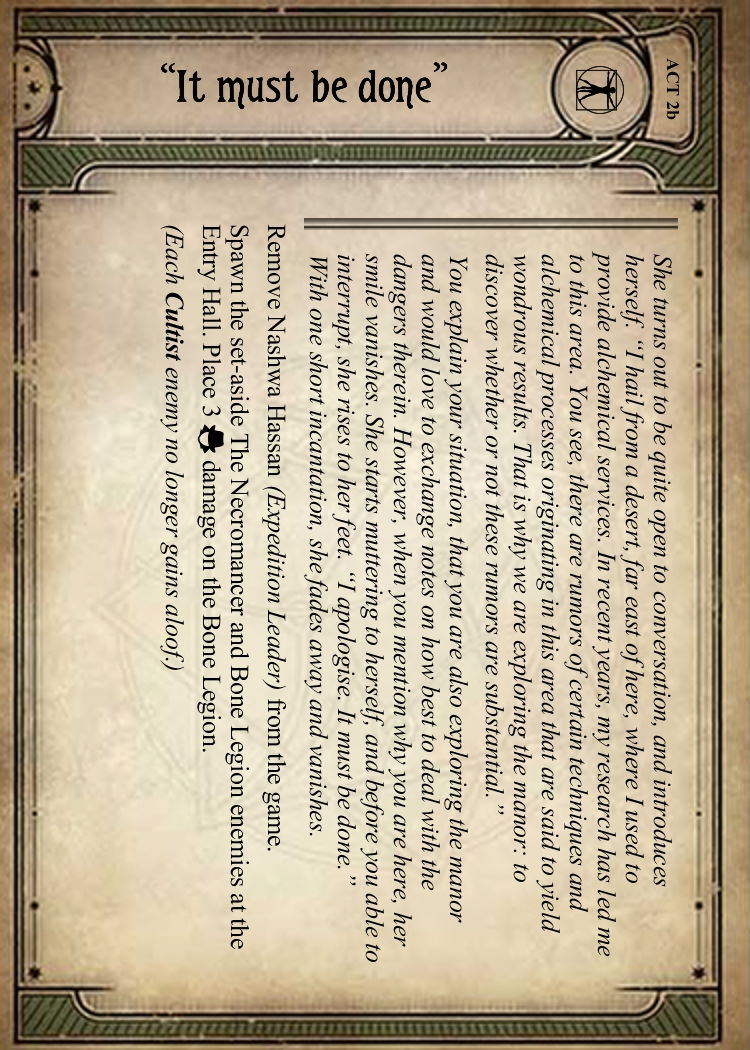 ACT 2b
“It must be done”
She turns out to be quite open to conversation, and introduces
herself. “I hail from a desert, far east of here, where I used to
provide alchemical services. In recent years, my research has led me
to this area. You see, there are rumors of certain techniques and
alchemical processes originating in this area that are said to yield
wondrous results. That is why we are exploring the manor: to
discover whether or not these rumors are substantial.”
You explain your situation, that you are also exploring the manor
and would love to exchange notes on how best to deal with the
dangers therein. However, when you mention why you are here, her
smile vanishes. She starts muttering to herself, and before you able to
interrupt, she rises to her feet. “I apologise. It must be done.”
With one short incantation, she fades away and vanishes.
Remove Nashwa Hassan (Expedition Leader) from the game.
Spawn the set-aside The Necromancer and Bone Legion enemies at the
Entry Hall. Place 3 damage on the Bone Legion.
(Each Cultist enemy no longer gains aloof.)